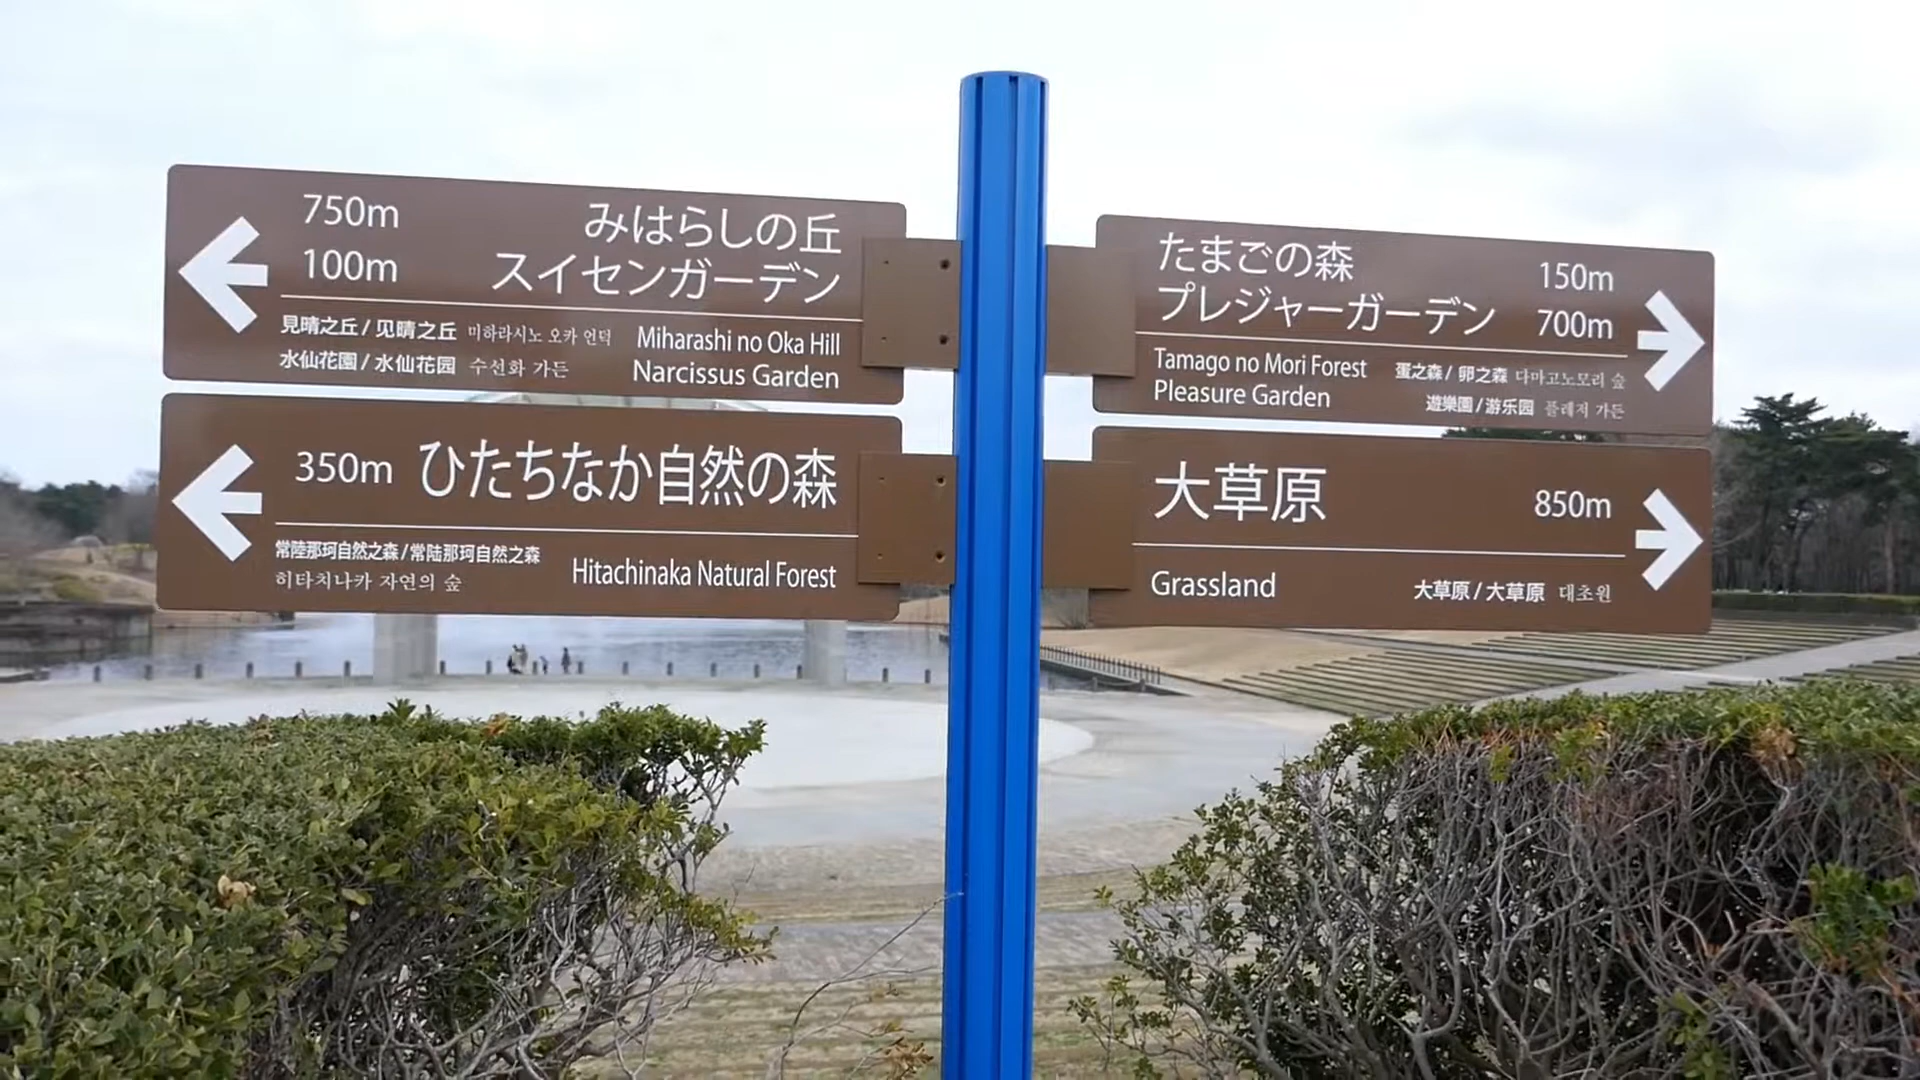 750m みはらしの丘
100m スイセンガーデン
見晴之丘 / 见晴之丘 미하라시노 오카 언덕 Miharashi no Oka Hill
水仙花園 / 水仙花园 수선화 가든 Narcissus Garden
350m ひたちなか自然の森
常陸那珂自然之森 / 常陆那珂自然之森
히타치나카 자연의 숲 Hitachinaka Natural Forest
たまごの森 150m
プレジャーガーデン 700m
Tamago no Mori Forest 蛋之森 / 卵之森 다마고노모리 숲
Pleasure Garden 遊樂園 / 游乐园 플레저 가든
大草原 850m
Grassland 大草原 / 大草原 대초원